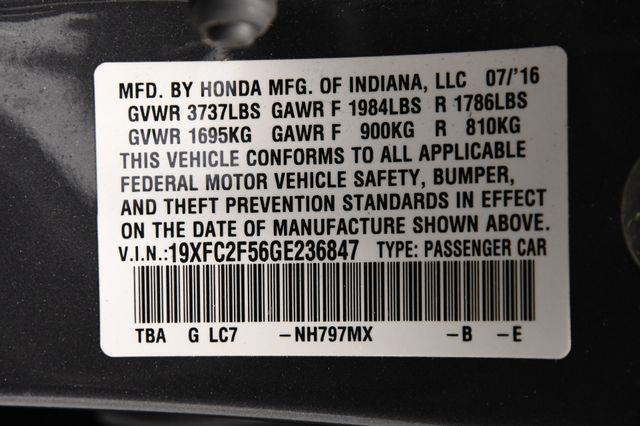 MFD. BY HONDA MFG. OF INDIANA, LLC 07/'16
GVWR 3737LBS GAWR F 1984LBS R 1786LBS
GVWR 1695KG GAWR F 900KG R 810KG
THIS VEHICLE CONFORMS TO ALL APPLICABLE
FEDERAL MOTOR VEHICLE SAFETY, BUMPER,
AND THEFT PREVENTION STANDARDS IN EFFECT
ON THE DATE OF MANUFACTURE SHOWN ABOVE.
V.I.N.:19XFC2F56GE236847 TYPE: PASSENGER CAR
TBA G LC7 –NH797MX –B –E